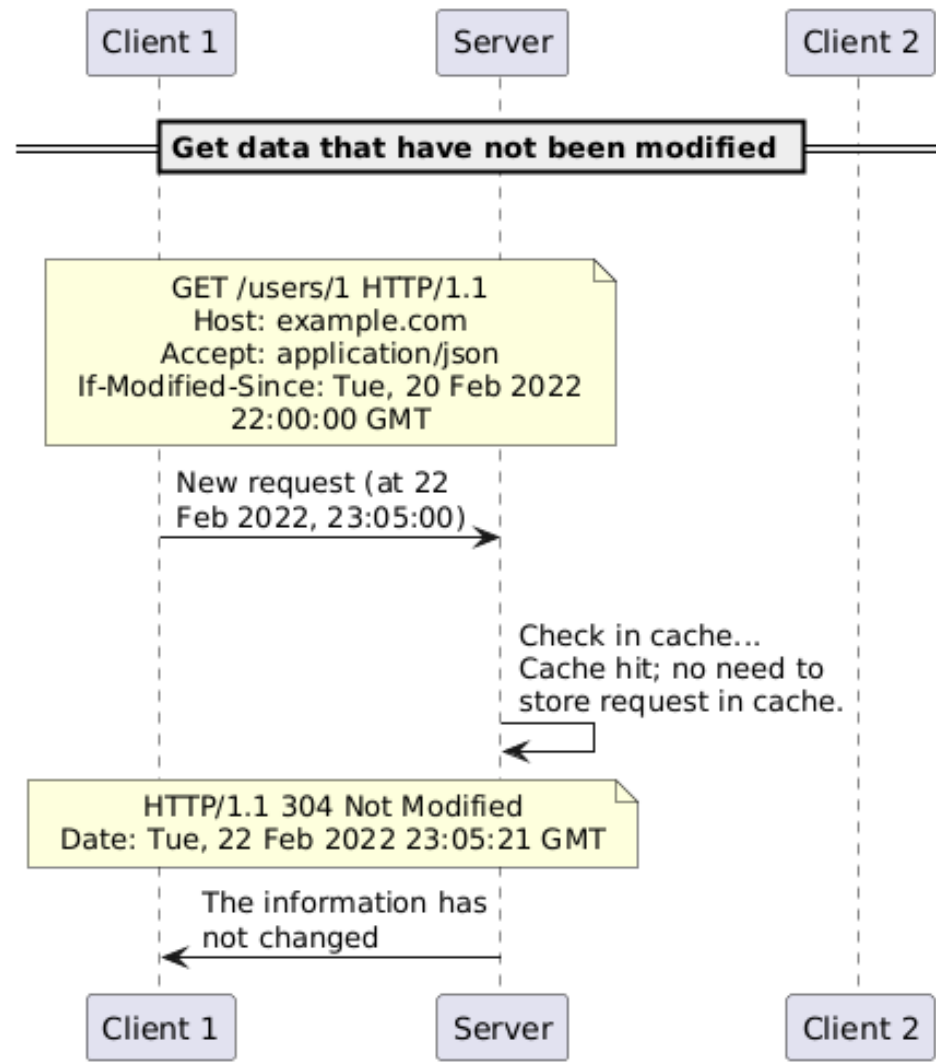 Client 1
Server
Client 2
Get data that have not been modified
GET /users/1 HTTP/1.1
Host: example.com
Accept: application/json
If-Modified-Since: Tue, 20 Feb 2022
22:00:00 GMT
New request (at 22
Feb 2022, 23:05:00)
Check in cache...
Cache hit; no need to
store request in cache.
HTTP/1.1 304 Not Modified
Date: Tue, 22 Feb 2022 23:05:21 GMT
The information has
not changed
Client 1
Server
Client 2